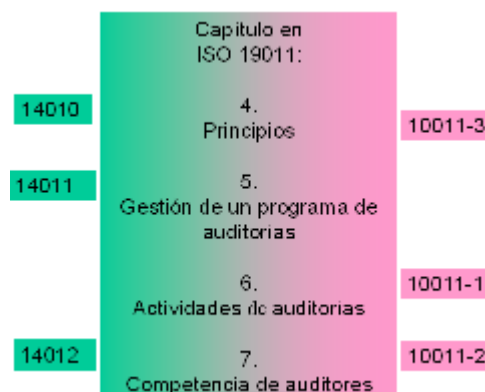 Capitulo en
ISO 19011:
14010
4.
Principios
10011-3
14011
5.
Gestión de un programa de
auditorias
6.
Actividades de auditorias
10011-1
14012
7.
Competencia de auditores
10011-2